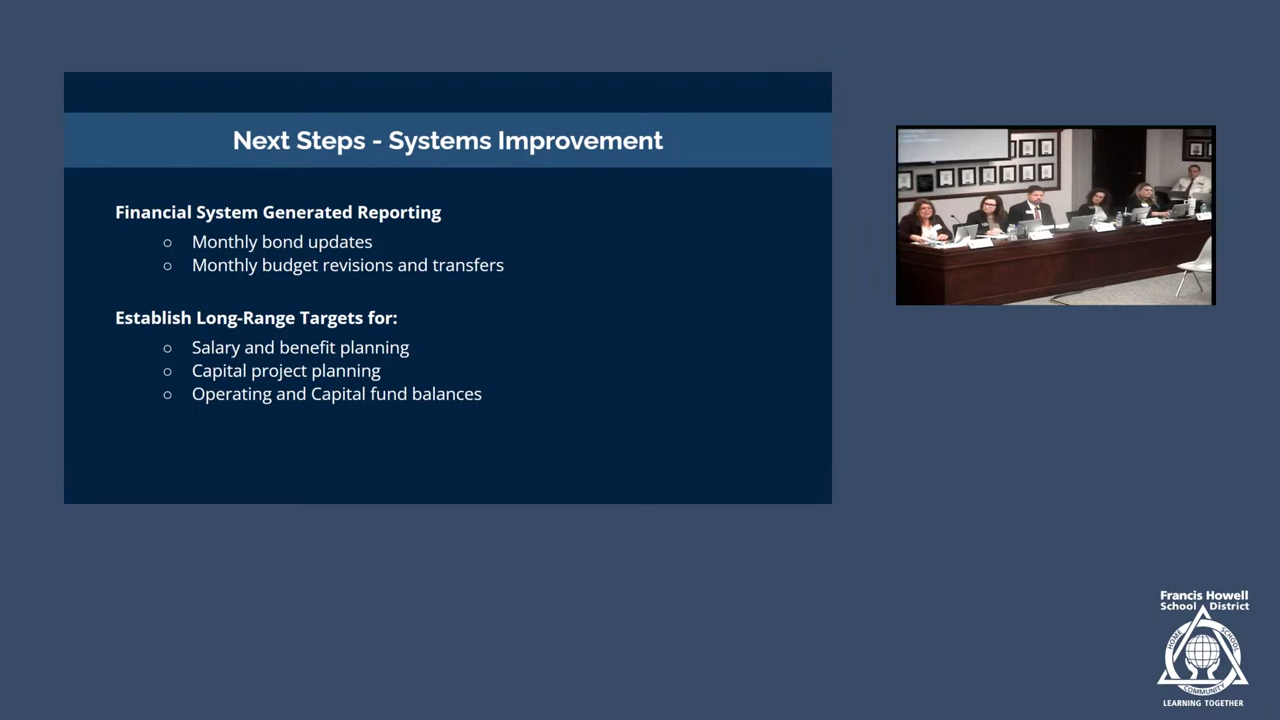 Next Steps - Systems Improvement
Financial System Generated Reporting
○ Monthly bond updates
○ Monthly budget revisions and transfers
Establish Long-Range Targets for:
○ Salary and benefit planning
○ Capital project planning
○ Operating and Capital fund balances
Francis Howell
School District
HOME
SCHOOL
COMMUNITY
LEARNING TOGETHER